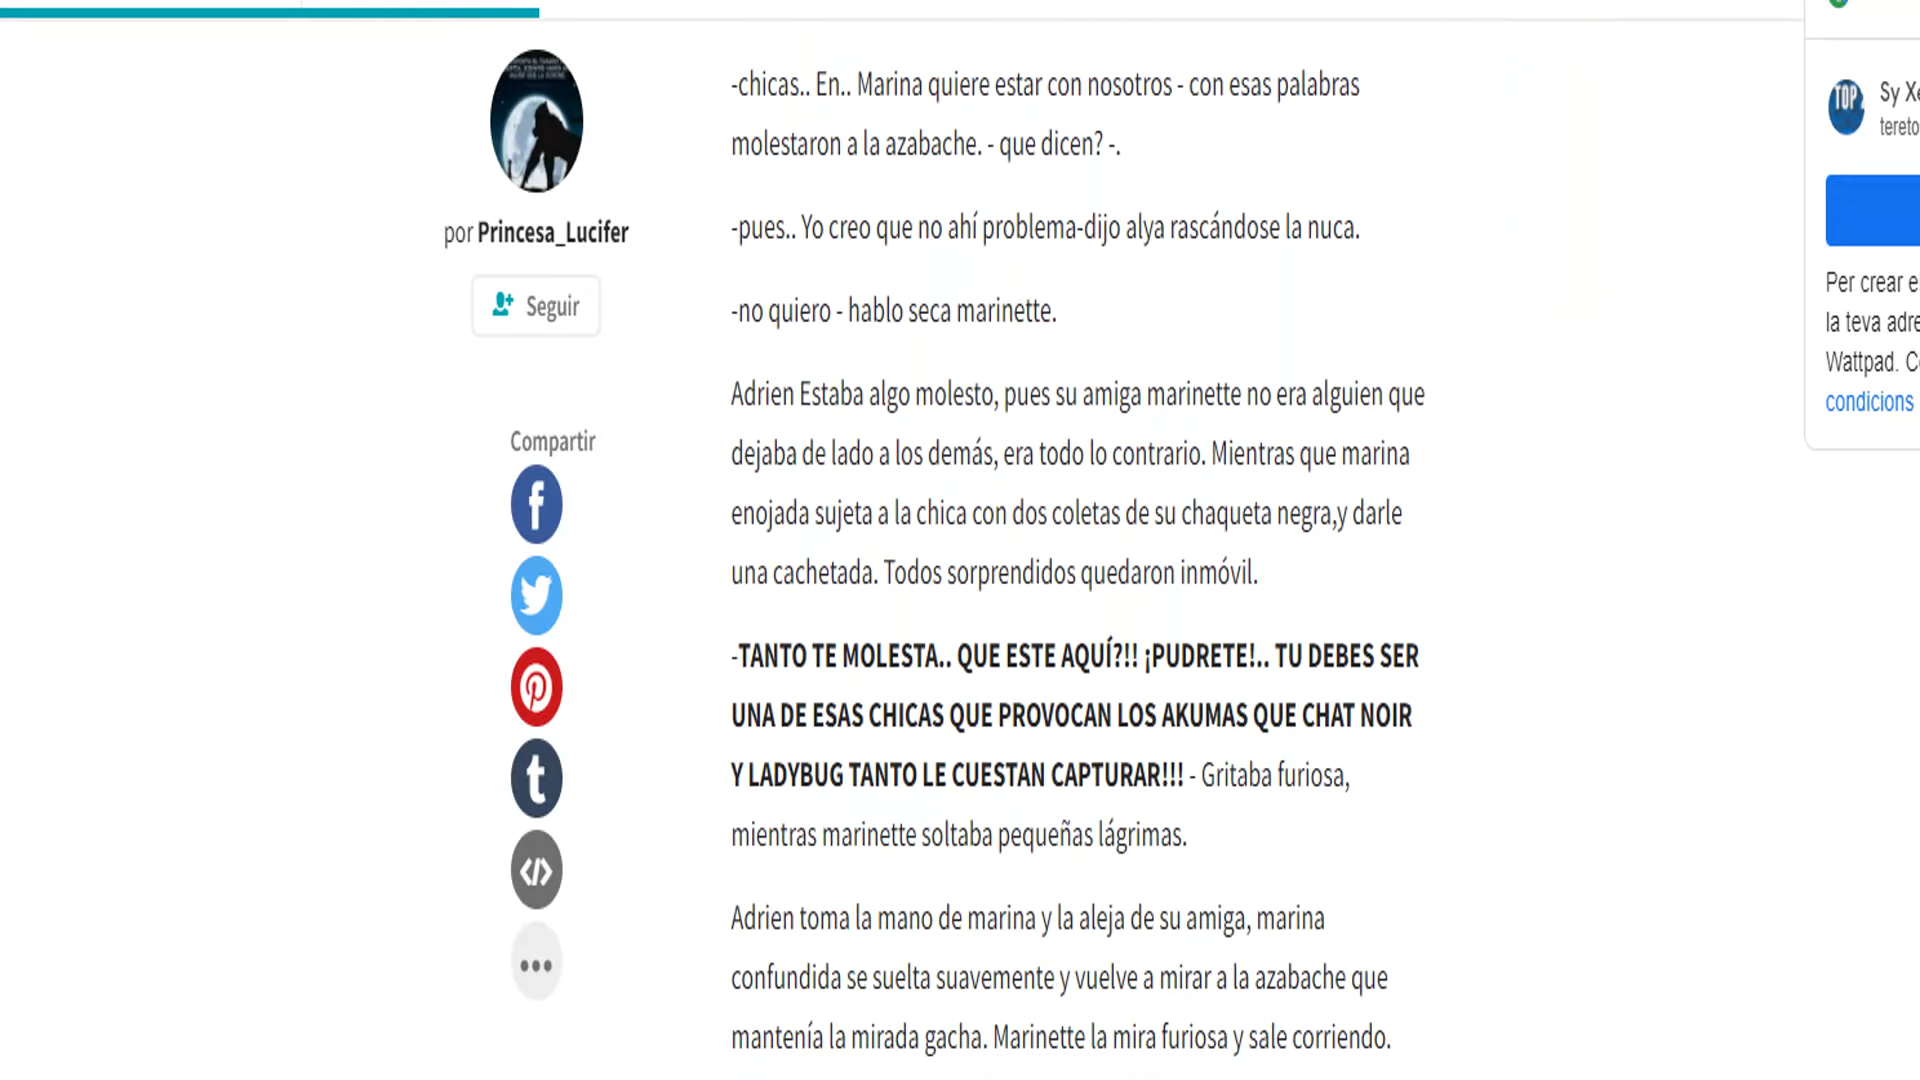 -chicas.. En.. Marina quiere estar con nosotros - con esas palabras
molestaron a la azabache. - que dicen? -.
-pues.. Yo creo que no ahí problema-dijo alya rascándose la nuca.
-no quiero - hablo seca marinette.
Adrien Estaba algo molesto, pues su amiga marinette no era alguien que
dejaba de lado a los demás, era todo lo contrario. Mientras que marina
enojada sujeta a la chica con dos coletas de su chaqueta negra,y darle
una cachetada. Todos sorprendidos quedaron inmóvil.
-TANTO TE MOLESTA.. QUE ESTE AQUÍ?!! ¡PUDRETE!.. TU DEBES SER
UNA DE ESAS CHICAS QUE PROVOCAN LOS AKUMAS QUE CHAT NOIR
Y LADYBUG TANTO LE CUESTAN CAPTURAR!!! - Gritaba furiosa,
mientras marinette soltaba pequeñas lágrimas.
Adrien toma la mano de marina y la aleja de su amiga, marina
confundida se suelta suavemente y vuelve a mirar a la azabache que
mantenía la mirada gacha. Marinette la mira furiosa y sale corriendo.
por Princesa_Lucifer
Seguir
Compartir
TOP
Sy Xe
tereto
Per crear e
la teva adre
Wattpad. Co
condicions